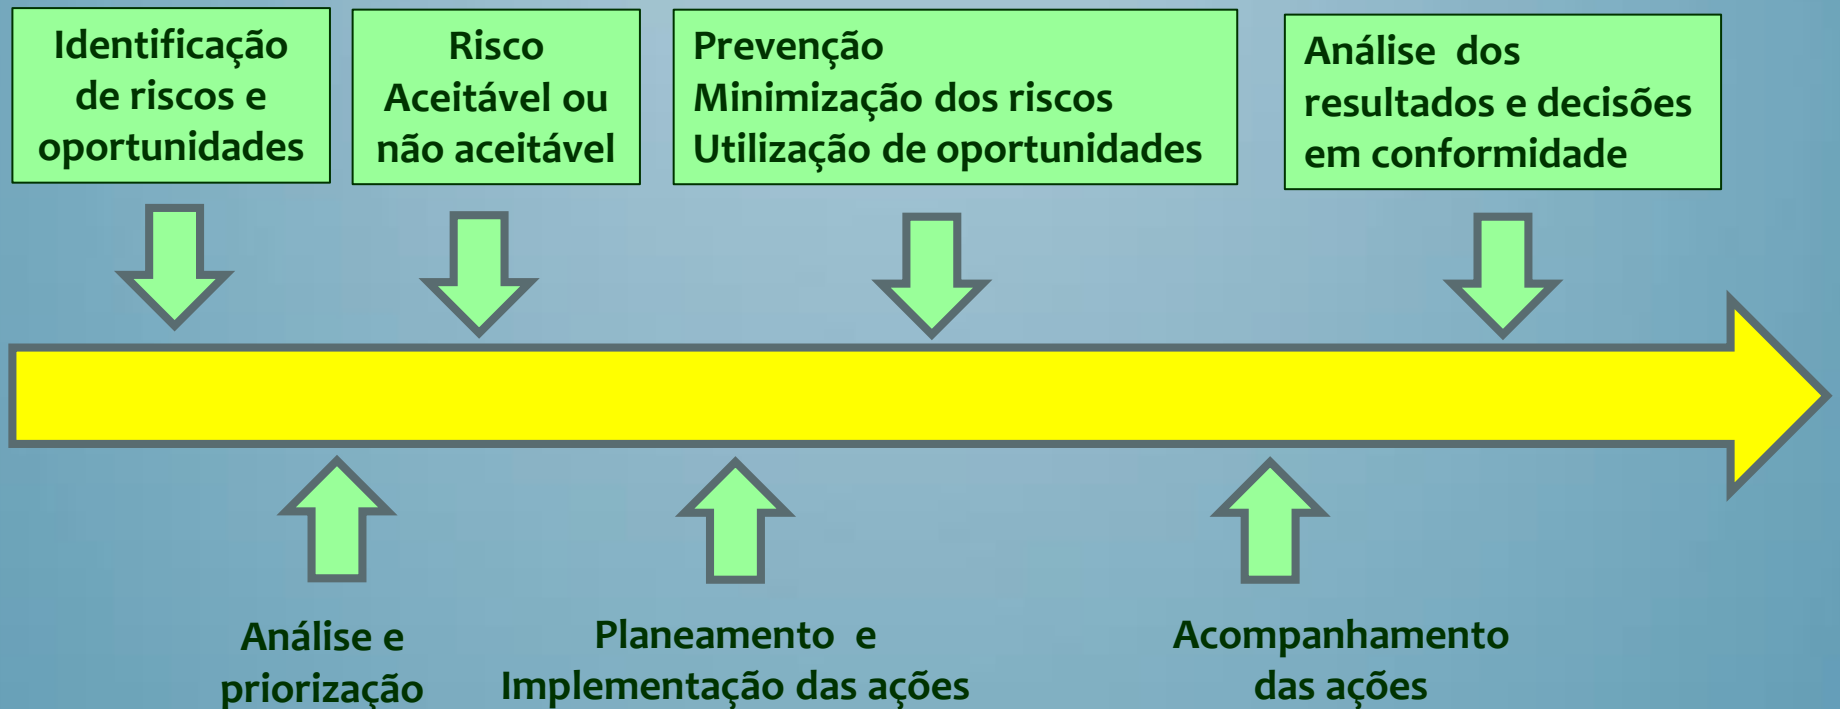 Identificação
de riscos e
oportunidades
Risco
Aceitável ou
não aceitável
Prevenção
Minimização dos riscos
Utilização de oportunidades
Análise dos
resultados e decisões
em conformidade
Análise e
priorização
Planeamento e
Implementação das ações
Acompanhamento
das ações